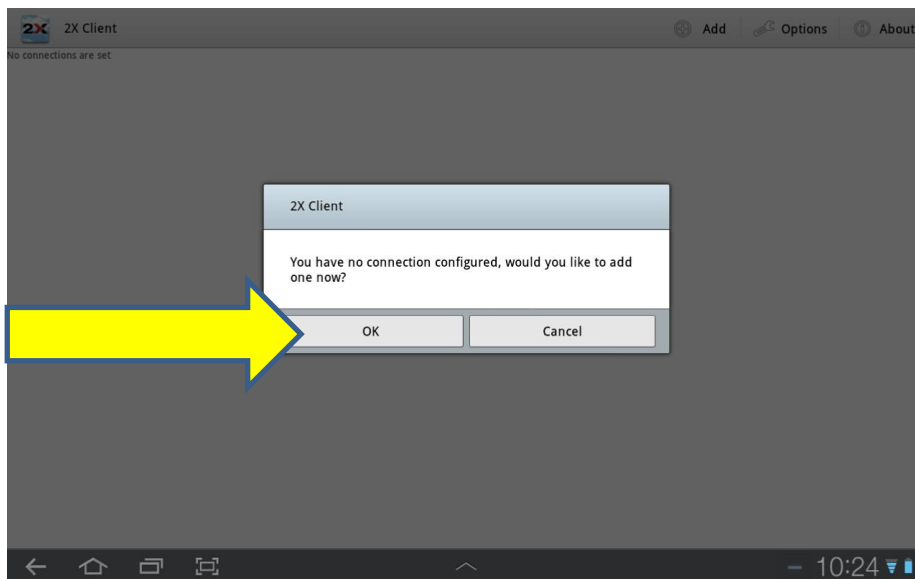 2X 2X Client Add Options About
No connections are set
2X Client
You have no connection configured, would you like to add
one now?
OK Cancel
10:24